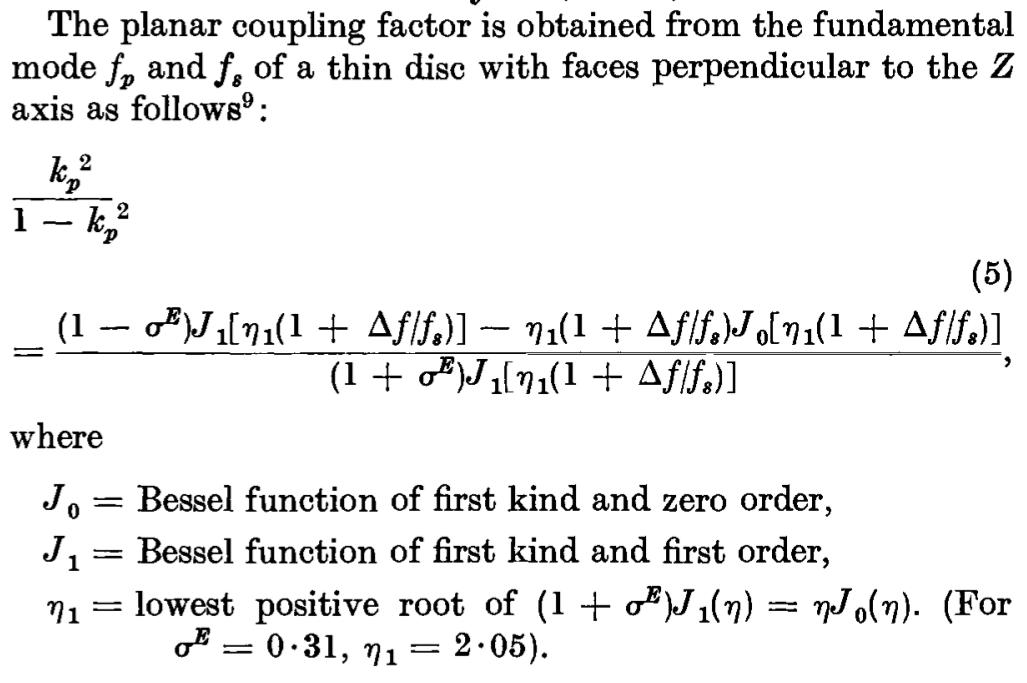 The planar coupling factor is obtained from the fundamental
mode f_p and f_s of a thin disc with faces perpendicular to the Z
axis as follows⁹:
k_p²
1 − k_p²
(5)
= (1 − σᴱ)J₁[η₁(1 + Δf/f_s)] − η₁(1 + Δf/f_s)J₀[η₁(1 + Δf/f_s)]
(1 + σᴱ)J₁[η₁(1 + Δf/f_s)] ,
where
J₀ = Bessel function of first kind and zero order,
J₁ = Bessel function of first kind and first order,
η₁ = lowest positive root of (1 + σᴱ)J₁(η) = ηJ₀(η). (For
σᴱ = 0·31, η₁ = 2·05).